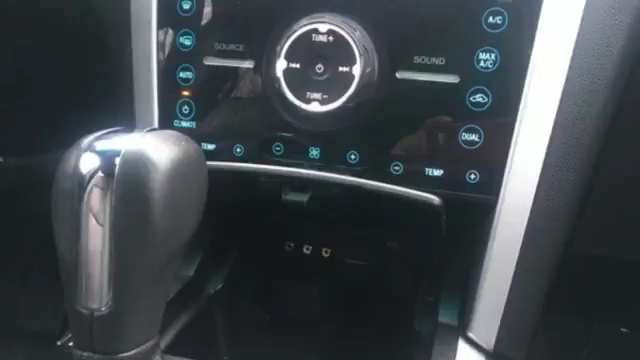 A/C
TUNE+
SOURCE
SOUND
MAX
A/C
AUTO
TUNE-
CLIMATE
DUAL
TEMP
TEMP